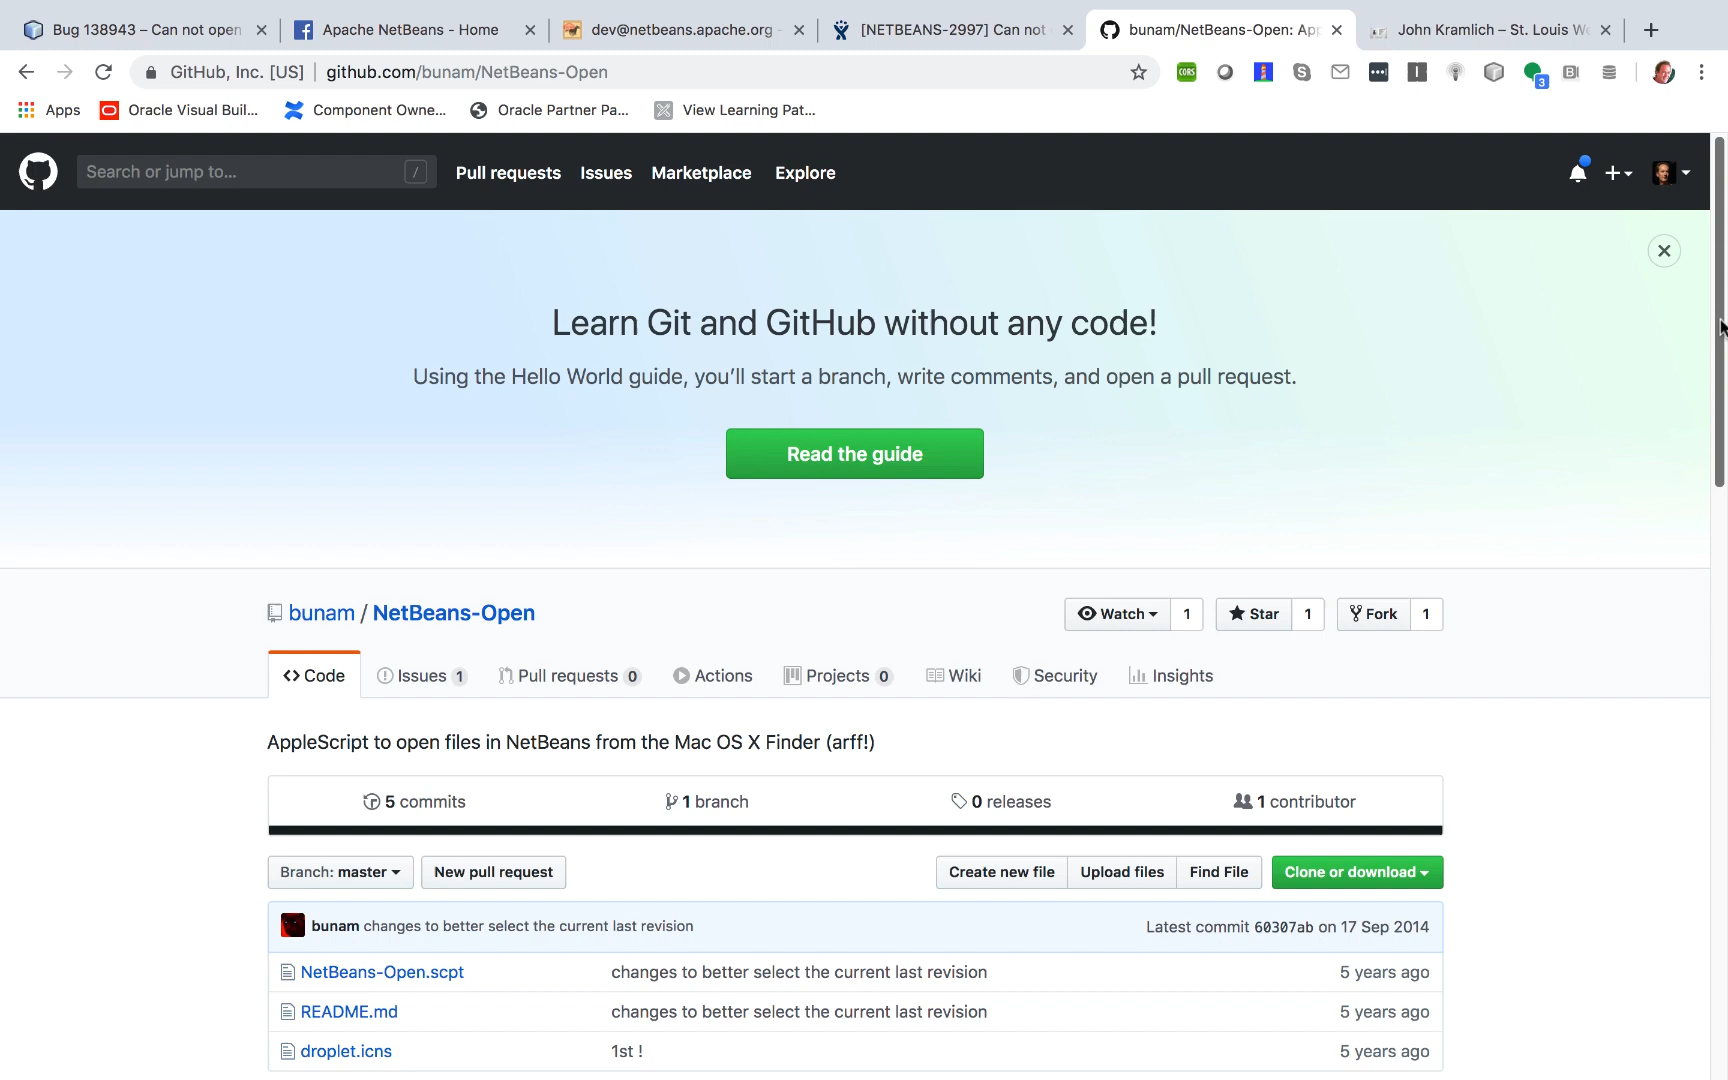 Bug 138943 – Can not open
Apache NetBeans - Home
dev@netbeans.apache.org -
[NETBEANS-2997] Can not
bunam/NetBeans-Open: App
John Kramlich – St. Louis We
GitHub, Inc. [US] | github.com/bunam/NetBeans-Open
CORS
3
Apps
Oracle Visual Buil...
Component Owne...
Oracle Partner Pa...
View Learning Pat...
Search or jump to... /
Pull requests Issues Marketplace Explore
Learn Git and GitHub without any code!
Using the Hello World guide, you’ll start a branch, write comments, and open a pull request.
Read the guide
bunam / NetBeans-Open
Watch 1 Star 1 Fork 1
Code Issues 1 Pull requests 0 Actions Projects 0 Wiki Security Insights
AppleScript to open files in NetBeans from the Mac OS X Finder (arff!)
5 commits 1 branch 0 releases 1 contributor
Branch: master New pull request Create new file Upload files Find File Clone or download
bunam changes to better select the current last revision Latest commit 60307ab on 17 Sep 2014
NetBeans-Open.scpt changes to better select the current last revision 5 years ago
README.md changes to better select the current last revision 5 years ago
droplet.icns 1st ! 5 years ago